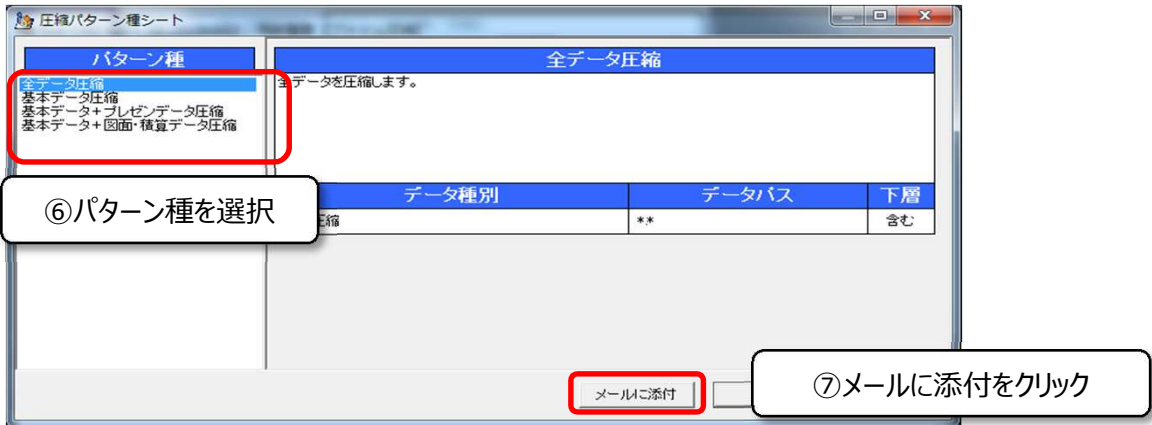 圧縮パターン種シート
パターン種
全データ圧縮
基本データ圧縮
基本データ+プレゼンデータ圧縮
基本データ+図面・積算データ圧縮
全データ圧縮
全データを圧縮します。
データ種別
データパス
下層
圧縮
**
含む
⑥パターン種を選択
メールに添付
⑦メールに添付をクリック